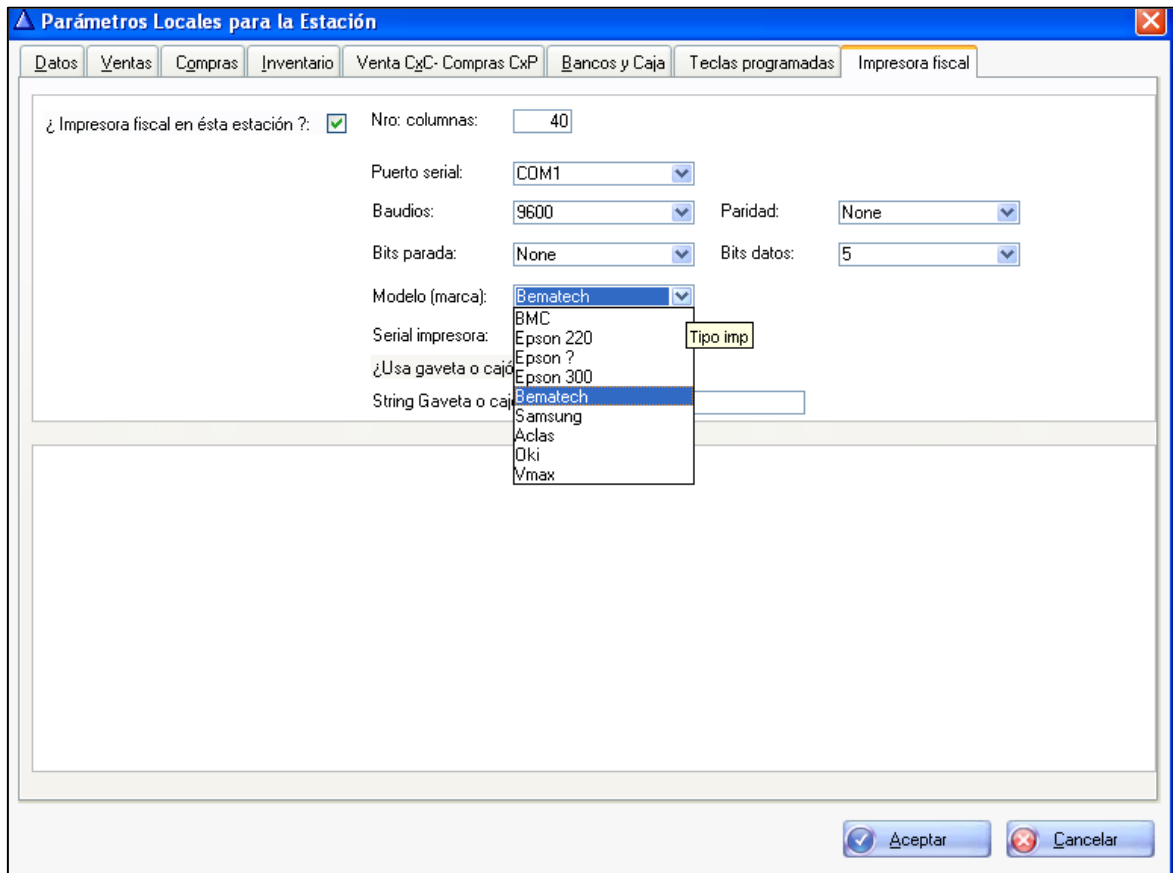 Parámetros Locales para la Estación
Datos Ventas Compras Inventario Venta CxC- Compras CxP Bancos y Caja Teclas programadas Impresora fiscal
¿ Impresora fiscal en ésta estación ?: Nro: columnas: 40
Puerto serial: COM1
Baudios: 9600 Paridad: None
Bits parada: None Bits datos: 5
Modelo (marca): Bematech
BMC
Serial impresora: Epson 220 Tipo imp
Epson ?
¿Usa gaveta o cajó
Epson 300
String Gaveta o caj Bematech
Samsung
Aclas
Oki
Vmax
Aceptar Cancelar